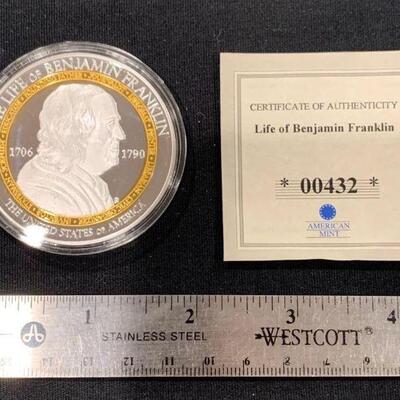 E LIFE OF BENJAMIN FRANKLIN
1706 1790
THE UNITED STATES OF AMERICA
CERTIFICATE OF AUTHENTICITY
Life of Benjamin Franklin
* 00432 *
AMERICAN
MINT
1 2 3 4
STAINLESS STEEL WESTCOTT®